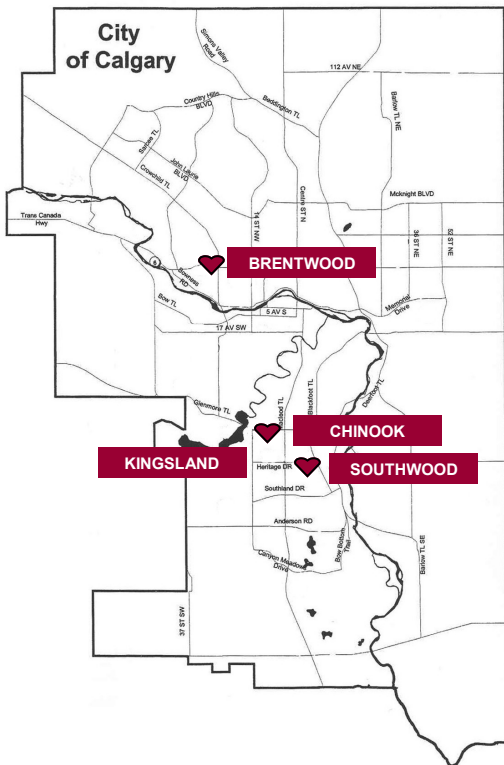 City
of Calgary
Simons Valley
Road
112 AV NE
Country Hills
BLVD
Beddington TL
Barlow TL NE
Sarcee TL
John Laurie
BLVD
Crowchild TL
14 ST NW
Centre ST N
Mcknight BLVD
Trans Canada
Hwy
36 ST NE
52 ST NE
BRENTWOOD
Bowness
RD
Bow TL
5 AV S
Memorial
Drive
17 AV SW
Deerfoot TL
Blackfoot TL
Glenmore TL
CHINOOK
KINGSLAND
Heritage DR
SOUTHWOOD
Southland DR
Anderson RD
Bow Bottom
Trail
Canyon Meadows
Drive
Barlow TL SE
37 ST SW